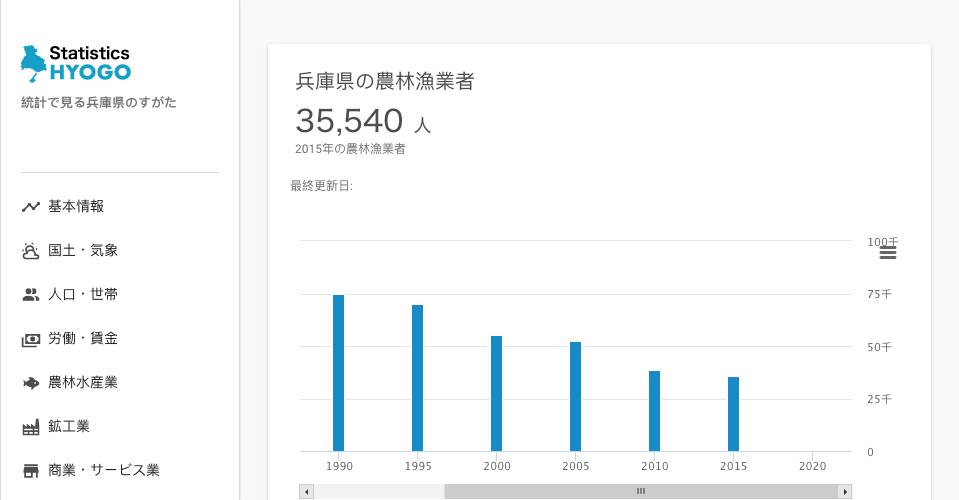 Statistics
HYOGO
統計で見る兵庫県のすがた
基本情報
国土・気象
人口・世帯
労働・賃金
農林水産業
鉱工業
商業・サービス業
兵庫県の農林漁業者
35,540 人
2015年の農林漁業者
最終更新日:
100千
75千
50千
25千
0
1990 1995 2000 2005 2010 2015 2020